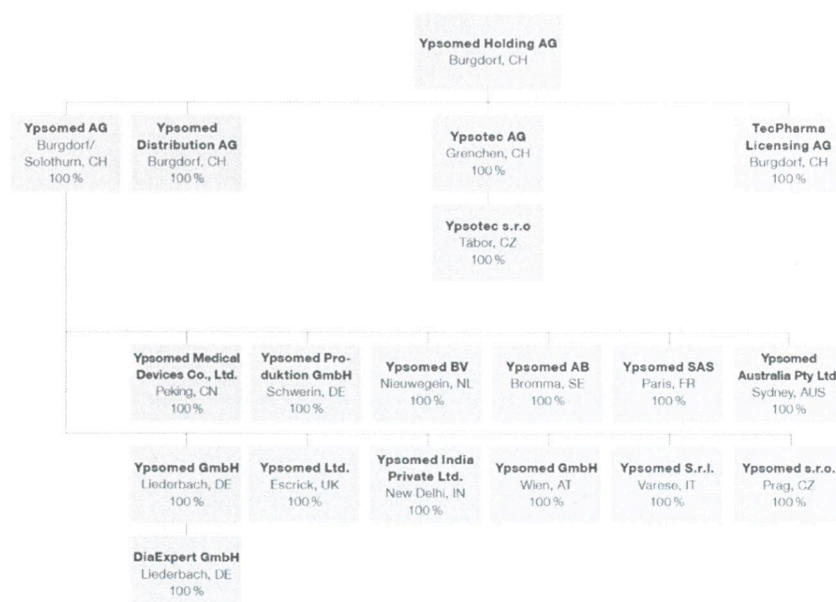 Ypsomed Holding AG
Burgdorf, CH
Ypsomed AG
Burgdorf/
Solothurn, CH
100 %
Ypsomed
Distribution AG
Burgdorf, CH
100 %
Ypsotec AG
Grenchen, CH
100 %
TecPharma
Licensing AG
Burgdorf, CH
100 %
Ypsotec s.r.o
Tábor, CZ
100 %
Ypsomed Medical
Devices Co., Ltd.
Peking, CN
100 %
Ypsomed Pro-
duktion GmbH
Schwerin, DE
100 %
Ypsomed BV
Nieuwegein, NL
100 %
Ypsomed AB
Bromma, SE
100 %
Ypsomed SAS
Paris, FR
100 %
Ypsomed
Australia Pty Ltd
Sydney, AUS
100 %
Ypsomed GmbH
Liederbach, DE
100 %
Ypsomed Ltd.
Escrick, UK
100 %
Ypsomed India
Private Ltd.
New Delhi, IN
100 %
Ypsomed GmbH
Wien, AT
100 %
Ypsomed S.r.l.
Varese, IT
100 %
Ypsomed s.r.o.
Prag, CZ
100 %
DiaExpert GmbH
Liederbach, DE
100 %